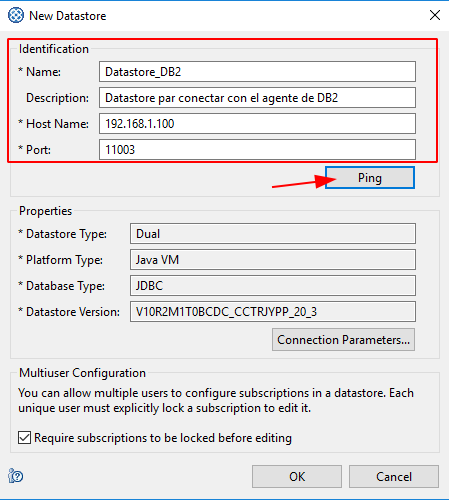 New Datastore
Identification
* Name: Datastore_DB2
Description: Datastore par conectar con el agente de DB2
* Host Name: 192.168.1.100
* Port: 11003
Ping
Properties
* Datastore Type: Dual
* Platform Type: Java VM
* Database Type: JDBC
* Datastore Version: V10R2M1T0BCDC_CCTRJYPP_20_3
Connection Parameters...
Multiuser Configuration
You can allow multiple users to configure subscriptions in a datastore. Each
unique user must explicitly lock a subscription to edit it.
Require subscriptions to be locked before editing
OK Cancel